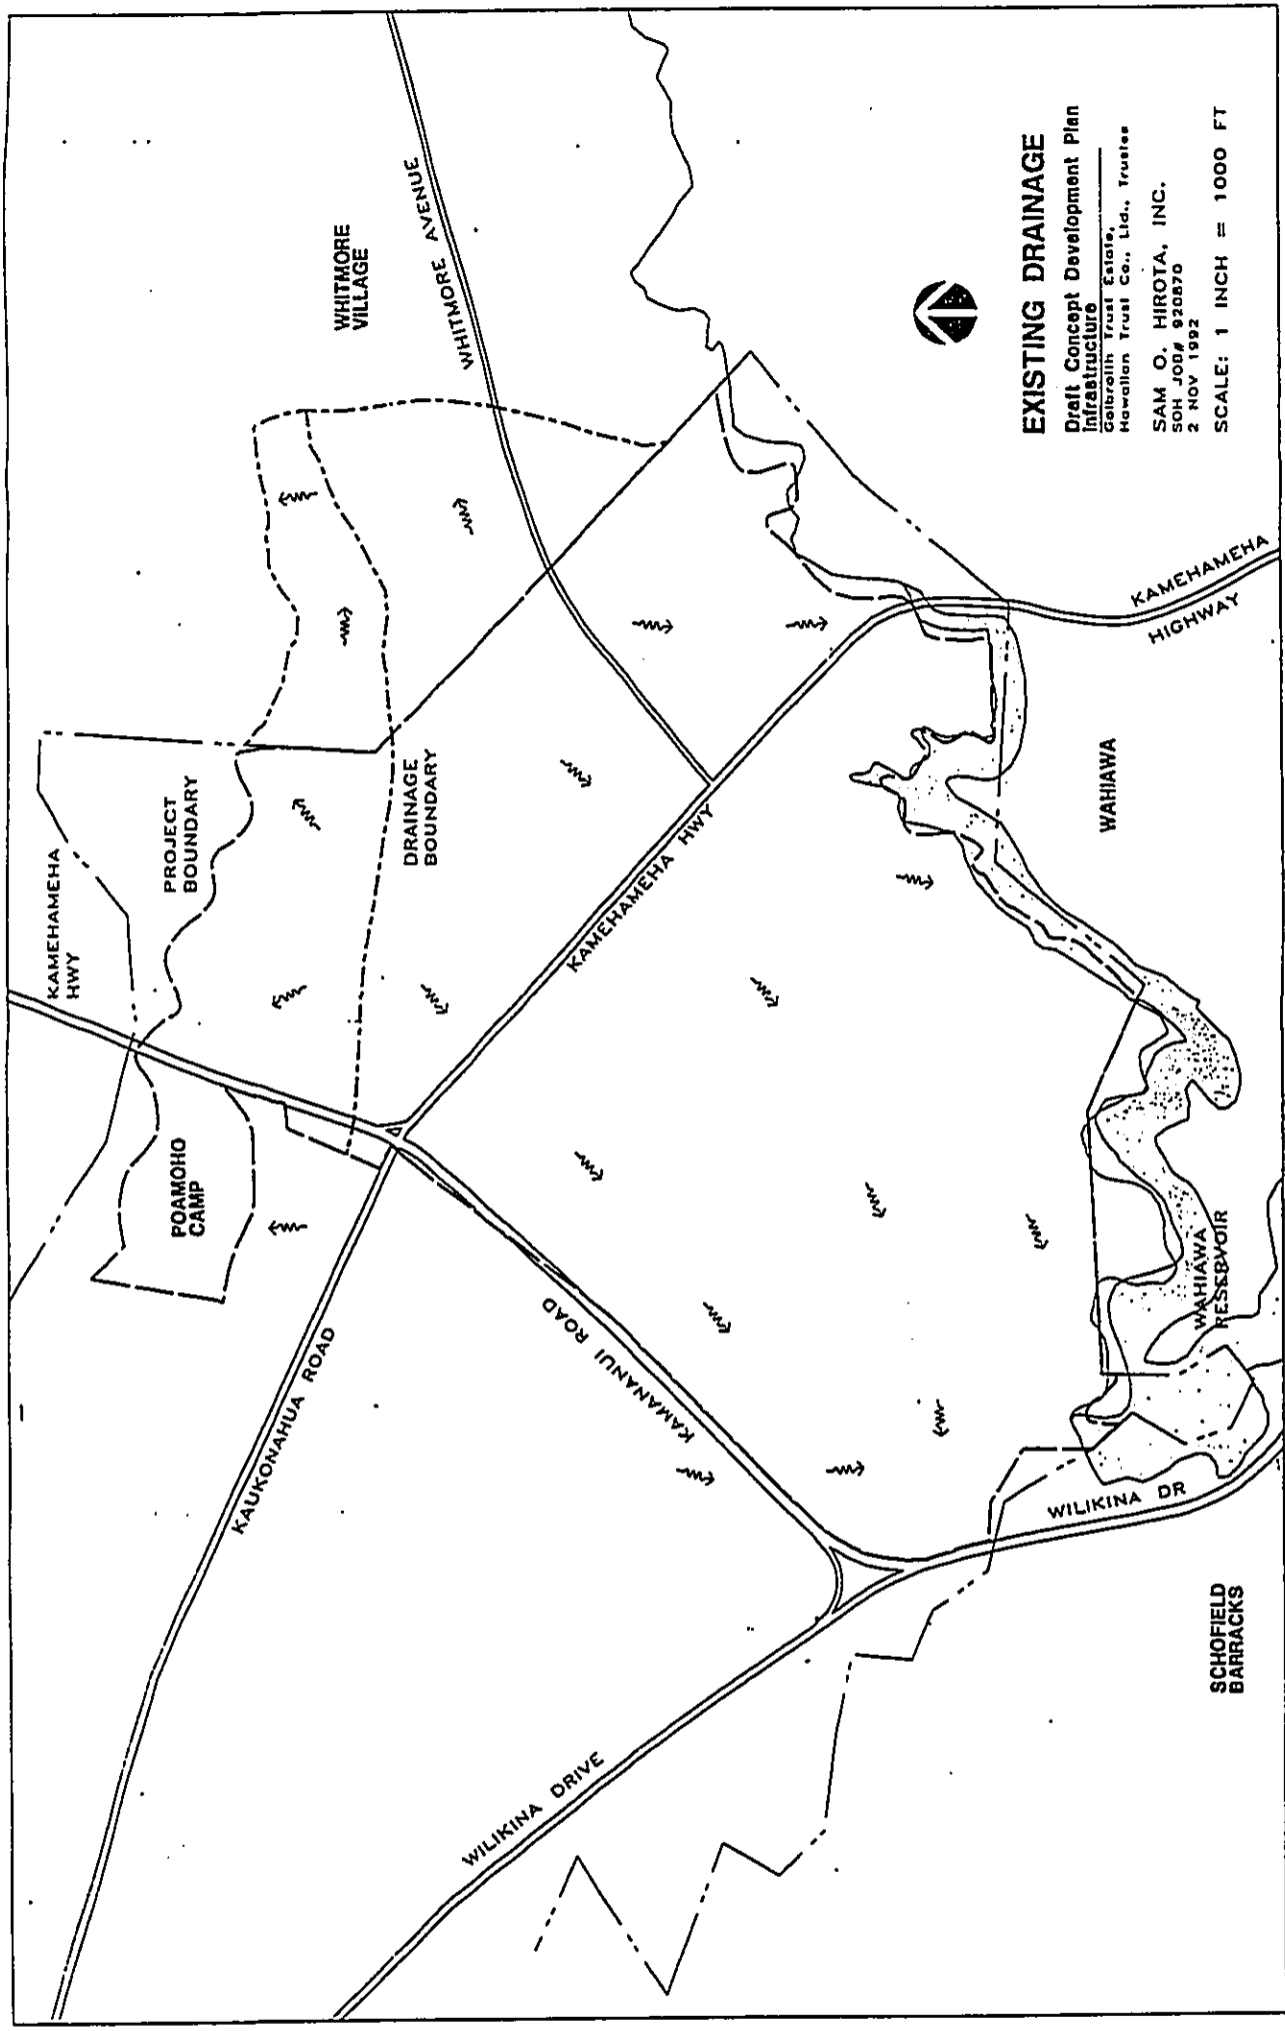 KAMEHAMEHA
HWY
PROJECT
BOUNDARY
WHITMORE
VILLAGE
WHITMORE AVENUE
POAMOHO
CAMP
DRAINAGE
BOUNDARY
KAUKONAHUA ROAD
KAMEHAMEHA HWY
KAMANANUI ROAD
WILIKINA DRIVE
WILIKINA DR
WAHIAWA
RESERVOIR
WAHIAWA
KAMEHAMEHA
HIGHWAY
SCHOFIELD
BARRACKS
EXISTING DRAINAGE
Draft Concept Development Plan
Infrastructure
Galbraith Trust Estate,
Hawaiian Trust Co., Ltd., Trustee
SAM O. HIROTA, INC.
SOH JOB# 920870
2 NOV 1992
SCALE: 1 INCH = 1000 FT